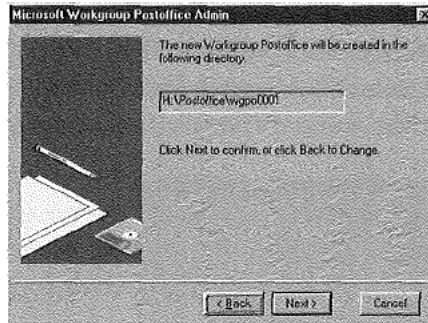 Microsoft Workgroup Postoffice Admin
The new Workgroup Postoffice will be created in the
following directory.
H:\Postoffice\wgpo0001
Click Next to confirm, or click Back to Change.
< Back
Next >
Cancel